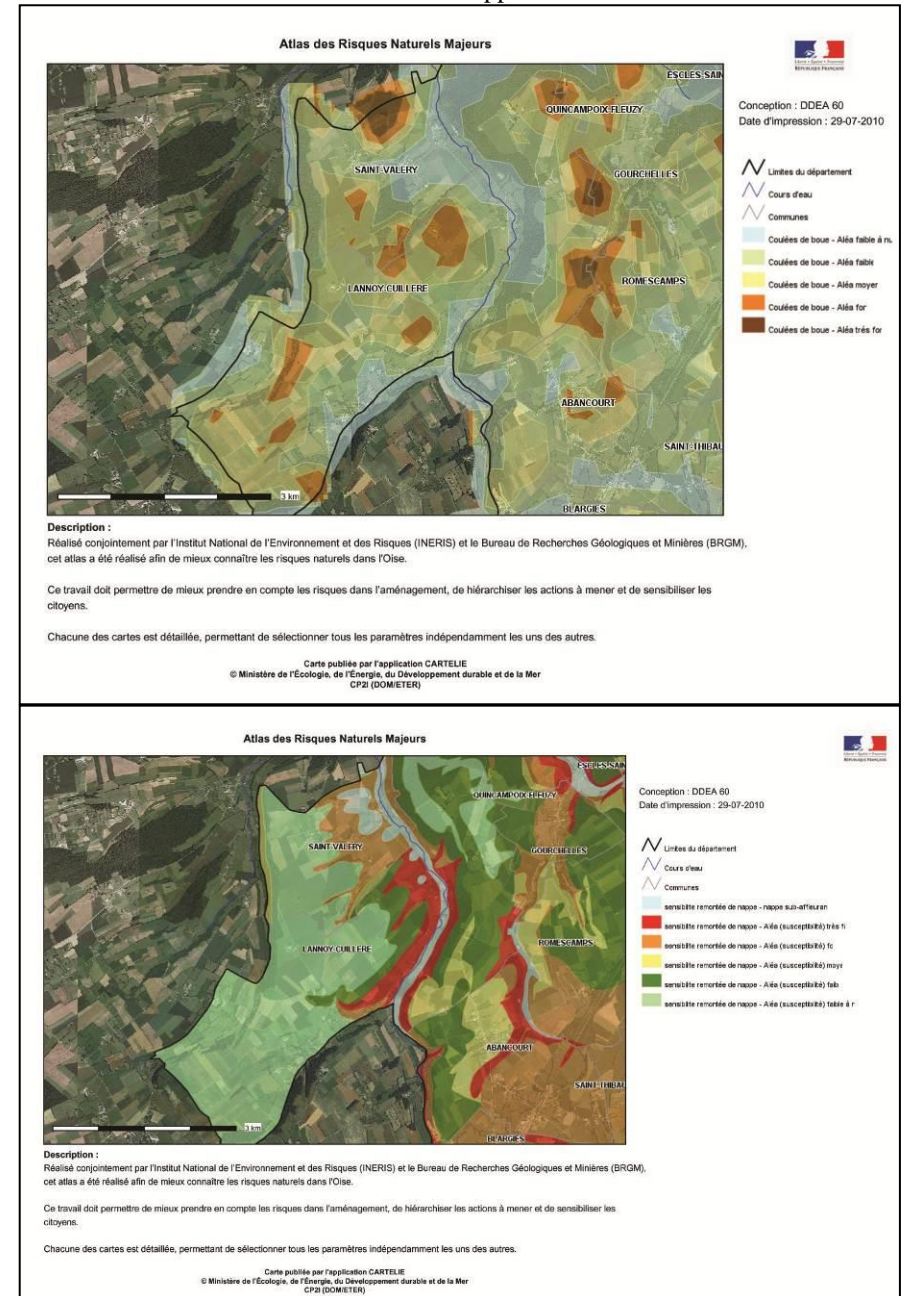 Atlas des Risques Naturels Majeurs
RÉPUBLIQUE FRANÇAISE
Conception : DDEA 60
Date d'impression : 29-07-2010
Limites du département
Cours d'eau
Communes
Coulées de boue - Aléa faible à nu
Coulées de boue - Aléa faible
Coulées de boue - Aléa moyer
Coulées de boue - Aléa for
Coulées de boue - Aléa trés for
ESCLES-SAIN
QUINCAMPOIX-FLEUZY
SAINT-VALERY
GOURCHELLES
LANNOY-CUILLERE
ROMESCAMPS
ABANCOURT
SAINT-THIBAU
BLARGIES
3 km
Description :
Réalisé conjointement par l'Institut National de l'Environnement et des Risques (INERIS) et le Bureau de Recherches Géologiques et Minières (BRGM),
cet atlas a été réalisé afin de mieux connaître les risques naturels dans l'Oise.
Ce travail doit permettre de mieux prendre en compte les risques dans l'aménagement, de hiérarchiser les actions à mener et de sensibiliser les
citoyens.
Chacune des cartes est détaillée, permettant de sélectionner tous les paramètres indépendamment les uns des autres.
Carte publiée par l'application CARTELIE
© Ministère de l'Écologie, de l'Énergie, du Développement durable et de la Mer
CP2I (DOM/ETER)
Atlas des Risques Naturels Majeurs
RÉPUBLIQUE FRANÇAISE
Conception : DDEA 60
Date d'impression : 29-07-2010
Limites du département
Cours d'eau
Communes
sensibilite remontée de nappe - nappe sub-affleuran
sensibilite remontée de nappe - Aléa (susceptibilité) très f
sensibilite remontée de nappe - Aléa (susceptibilité) fc
sensibilite remontée de nappe - Aléa (susceptibilité) moye
sensibilite remontée de nappe - Aléa (susceptibilité) faib
sensibilite remontée de nappe - Aléa (susceptibilité) faible à r
ESCLES-SAIN
QUINCAMPOIX-FLEUZY
SAINT-VALERY
GOURCHELLES
LANNOY-CUILLERE
ROMESCAMPS
ABANCOURT
SAINT-THIBAU
BLARGIES
3 km
Description :
Réalisé conjointement par l'Institut National de l'Environnement et des Risques (INERIS) et le Bureau de Recherches Géologiques et Minières (BRGM),
cet atlas a été réalisé afin de mieux connaître les risques naturels dans l'Oise.
Ce travail doit permettre de mieux prendre en compte les risques dans l'aménagement, de hiérarchiser les actions à mener et de sensibiliser les
citoyens.
Chacune des cartes est détaillée, permettant de sélectionner tous les paramètres indépendamment les uns des autres.
Carte publiée par l'application CARTELIE
© Ministère de l'Écologie, de l'Énergie, du Développement durable et de la Mer
CP2I (DOM/ETER)